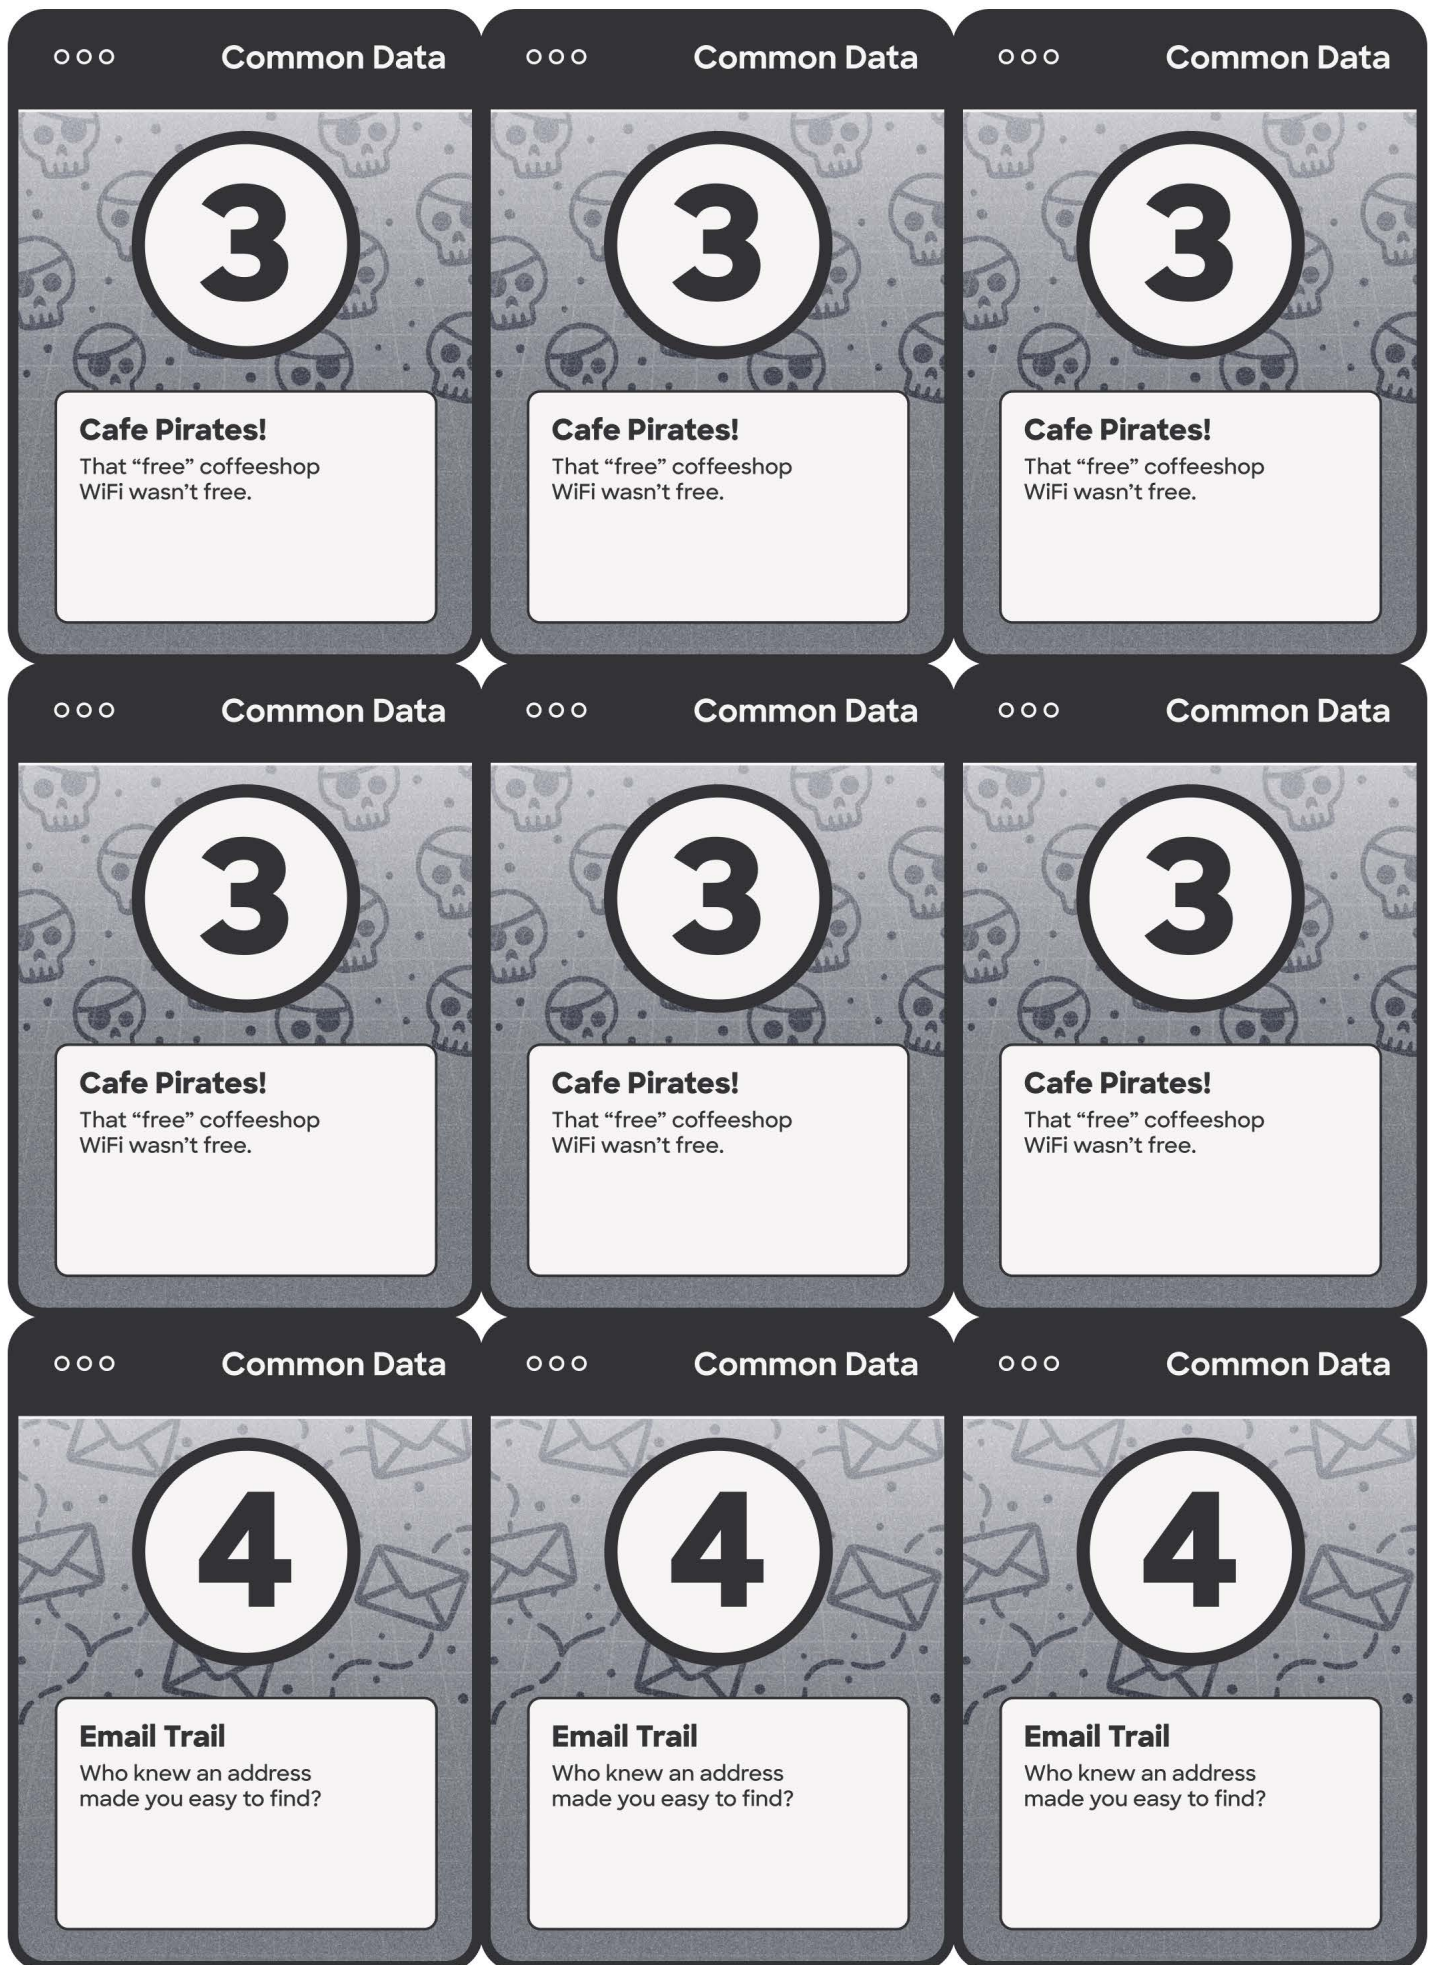 Common Data
Common Data
Common Data
3
3
3
Cafe Pirates!
That “free” coffeeshop
WiFi wasn’t free.
Cafe Pirates!
That “free” coffeeshop
WiFi wasn’t free.
Cafe Pirates!
That “free” coffeeshop
WiFi wasn’t free.
Common Data
Common Data
Common Data
3
3
3
Cafe Pirates!
That “free” coffeeshop
WiFi wasn’t free.
Cafe Pirates!
That “free” coffeeshop
WiFi wasn’t free.
Cafe Pirates!
That “free” coffeeshop
WiFi wasn’t free.
Common Data
Common Data
Common Data
4
4
4
Email Trail
Who knew an address
made you easy to find?
Email Trail
Who knew an address
made you easy to find?
Email Trail
Who knew an address
made you easy to find?